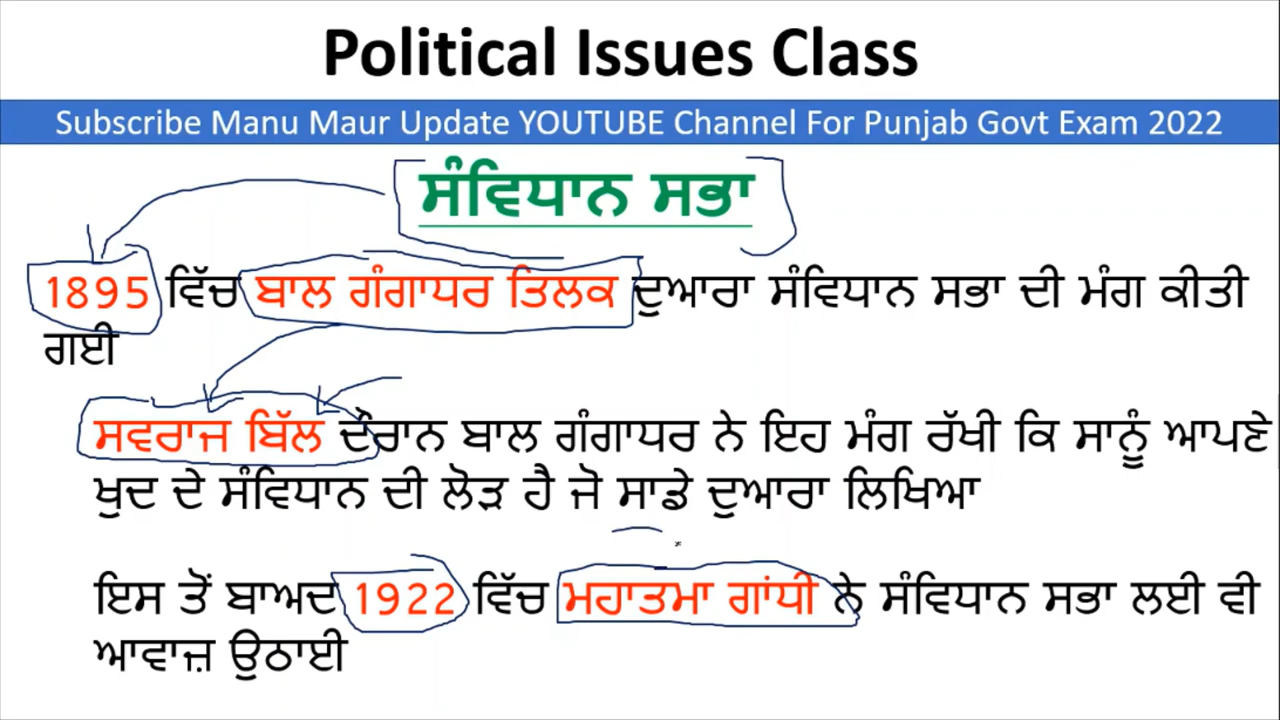 Political Issues Class
Subscribe Manu Maur Update YOUTUBE Channel For Punjab Govt Exam 2022
ਸੰਵਿਧਾਨ ਸਭਾ
1895 ਵਿੱਚ ਬਾਲ ਗੰਗਾਧਰ ਤਿਲਕ ਦੁਆਰਾ ਸੰਵਿਧਾਨ ਸਭਾ ਦੀ ਮੰਗ ਕੀਤੀ
ਗਈ
ਸਵਰਾਜ ਬਿੱਲ ਦੌਰਾਨ ਬਾਲ ਗੰਗਾਧਰ ਨੇ ਇਹ ਮੰਗ ਰੱਖੀ ਕਿ ਸਾਨੂੰ ਆਪਣੇ
ਖੁਦ ਦੇ ਸੰਵਿਧਾਨ ਦੀ ਲੋੜ ਹੈ ਜੋ ਸਾਡੇ ਦੁਆਰਾ ਲਿਖਿਆ
ਇਸ ਤੋਂ ਬਾਅਦ 1922 ਵਿੱਚ ਮਹਾਤਮਾ ਗਾਂਧੀ ਨੇ ਸੰਵਿਧਾਨ ਸਭਾ ਲਈ ਵੀ
ਆਵਾਜ਼ ਉਠਾਈ